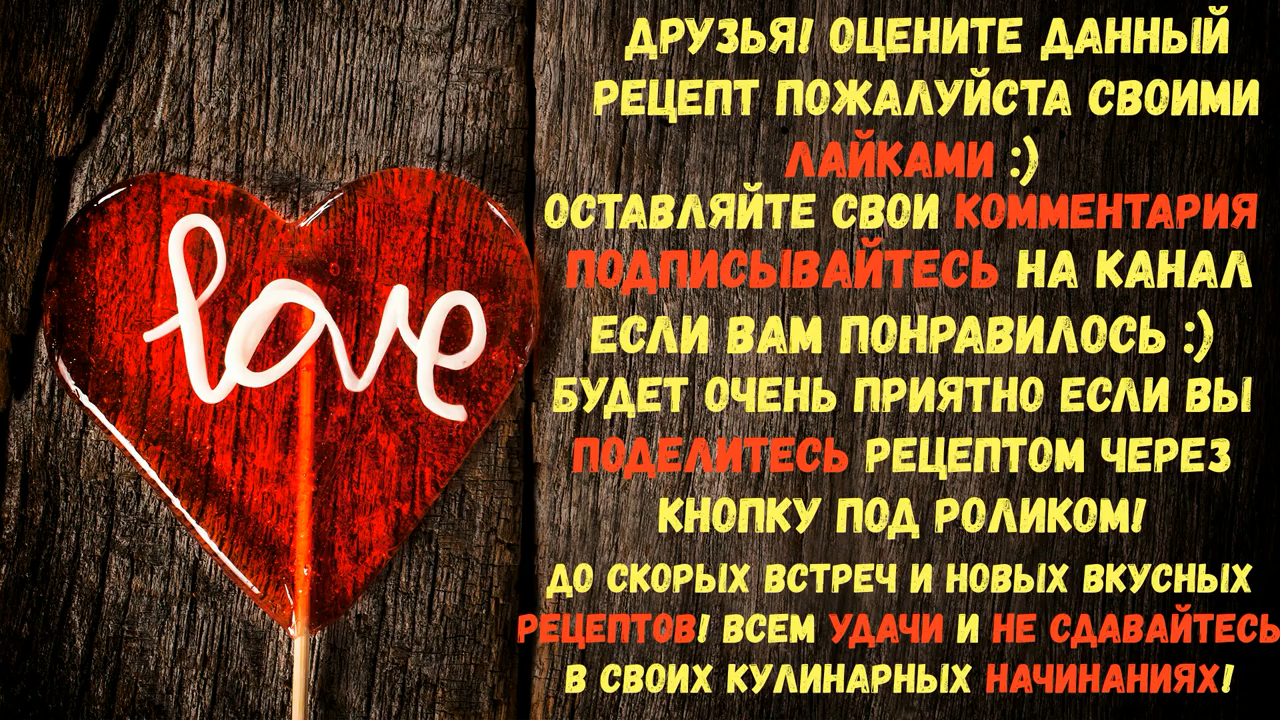 love
ДРУЗЬЯ! ОЦЕНИТЕ ДАННЫЙ
РЕЦЕПТ ПОЖАЛУЙСТА СВОИМИ
ЛАЙКАМИ :)
ОСТАВЛЯЙТЕ СВОИ КОММЕНТАРИЯ
ПОДПИСЫВАЙТЕСЬ НА КАНАЛ
ЕСЛИ ВАМ ПОНРАВИЛОСЬ :)
БУДЕТ ОЧЕНЬ ПРИЯТНО ЕСЛИ ВЫ
ПОДЕЛИТЕСЬ РЕЦЕПТОМ ЧЕРЕЗ
КНОПКУ ПОД РОЛИКОМ!
ДО СКОРЫХ ВСТРЕЧ И НОВЫХ ВКУСНЫХ
РЕЦЕПТОВ! ВСЕМ УДАЧИ И НЕ СДАВАЙТЕСЬ
В СВОИХ КУЛИНАРНЫХ НАЧИНАНИЯХ!